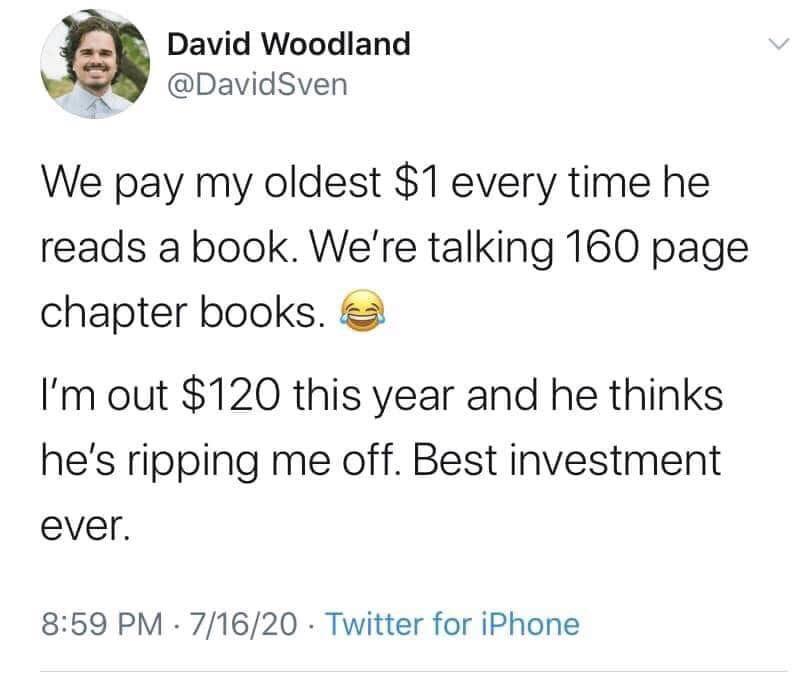 David Woodland
@DavidSven
We pay my oldest $1 every time he
reads a book. We're talking 160 page
chapter books. 😂
I'm out $120 this year and he thinks
he's ripping me off. Best investment
ever.
8:59 PM · 7/16/20 · Twitter for iPhone